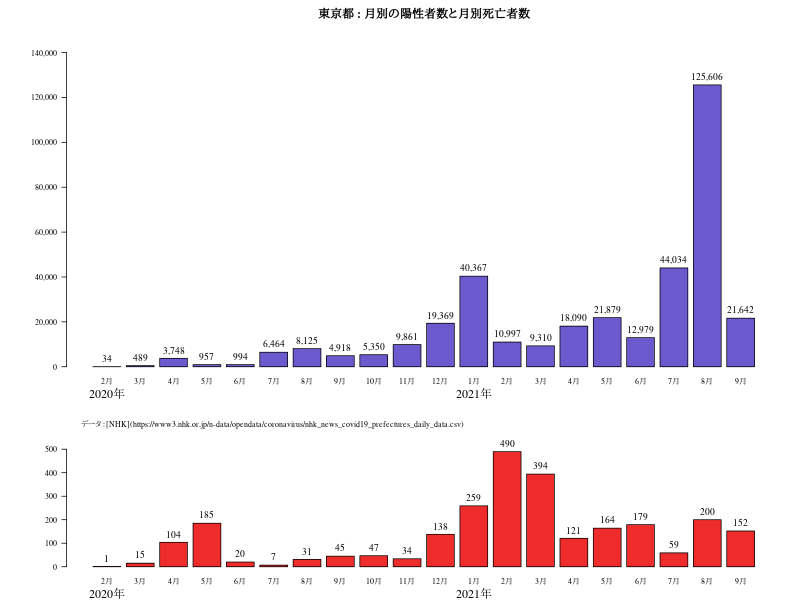 東京都 : 月別の陽性者数と月別死亡者数
140,000
120,000
100,000
80,000
60,000
40,000
20,000
0
34 489 3,748 957 994 6,464 8,125 4,918 5,350 9,861 19,369 40,367 10,997 9,310 18,090 21,879 12,979 44,034 125,606 21,642
2月 3月 4月 5月 6月 7月 8月 9月 10月 11月 12月 1月 2月 3月 4月 5月 6月 7月 8月 9月
2020年 2021年
データ : [NHK](https://www3.nhk.or.jp/n-data/opendata/coronavirus/nhk_news_covid19_prefectures_daily_data.csv)
500
400
300
200
100
0
1 15 104 185 20 7 31 45 47 34 138 259 490 394 121 164 179 59 200 152
2月 3月 4月 5月 6月 7月 8月 9月 10月 11月 12月 1月 2月 3月 4月 5月 6月 7月 8月 9月
2020年 2021年